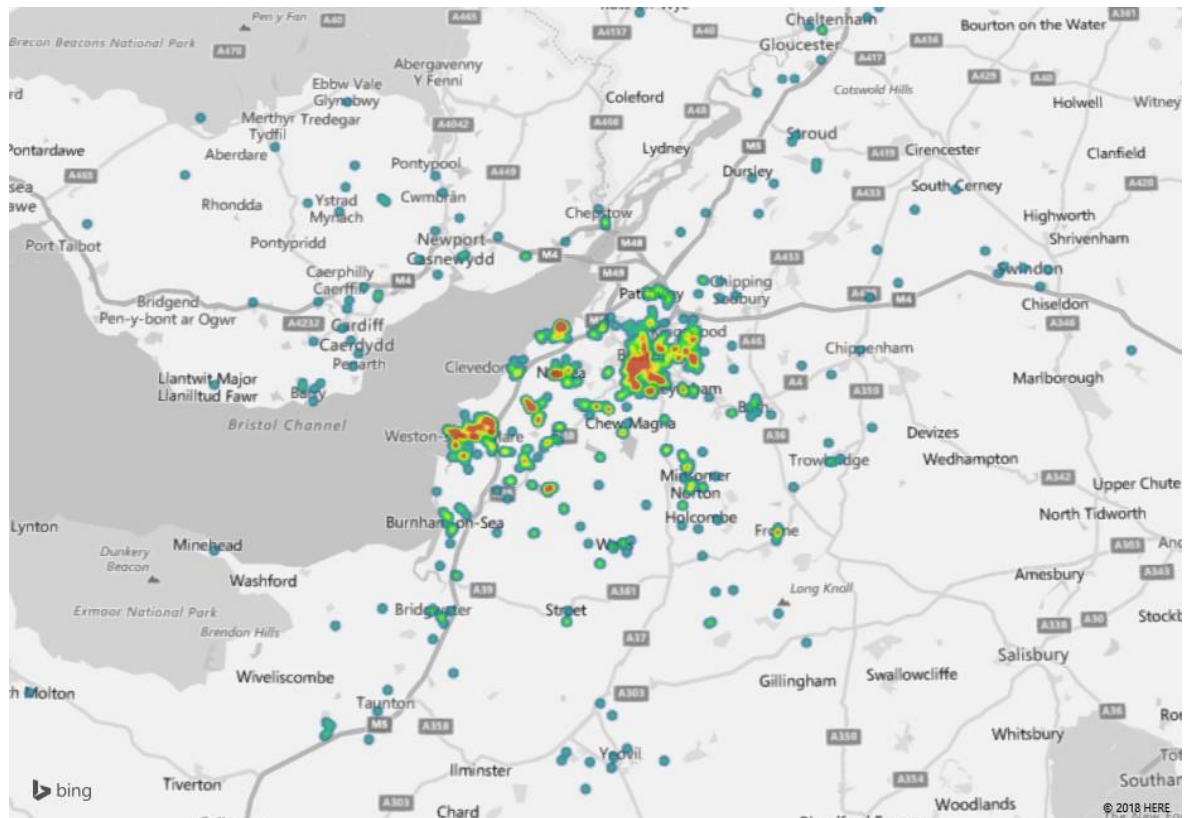 Pen y Fan
A40
A465
Brecon Beacons National Park
A470
A4137
A40
Cheltenham
A436
Bourton on the Water
A361
Gloucester
A417
Abergavenny
Y Fenni
Ebbw Vale
Glynebwy
Coleford
A48
Cotswold Hills
A429
A40
Holwell
Witney
Merthyr
Tydfil
Tredegar
A4042
A466
Stroud
Pontardawe
Aberdare
Pontypool
Lydney
M5
A419
Cirencester
Clanfield
A465
A449
Dursley
A433
South Cerney
A420
Rhondda
Ystrad
Mynach
Cwmbrân
Chepstow
Highworth
Port Talbot
Pontypridd
Newport
Casnewydd
M4
M48
Shrivenham
Caerphilly
Caerffili
M4
M49
A433
Swindon
Bridgend
Pen-y-bont ar Ogwr
Chipping
Sodbury
M4
Chiseldon
A4232
Cardiff
Caerdydd
A346
Penarth
Clevedon
A46
Chippenham
Llantwit Major
Llanilltud Fawr
Barry
A4
A350
Marlborough
Bristol Channel
Chew Magna
A36
Devizes
Trowbridge
Wedhampton
A342
Upper Chute
Midsomer
Norton
Lynton
Burnham-on-Sea
Holcombe
Frome
North Tidworth
Minehead
A303
Dunkery
Beacon
Washford
A39
A361
Long Knoll
Amesbury
A343
Exmoor National Park
Bridgwater
Street
A338
A30
Brendon Hills
A37
Salisbury
Wiveliscombe
Gillingham
Swallowcliffe
Molton
Taunton
A303
A36
M5
A358
A350
Whitsbury
Yeovil
Tiverton
Ilminster
A354
bing
A303
Chard
Woodlands
© 2018 HERE